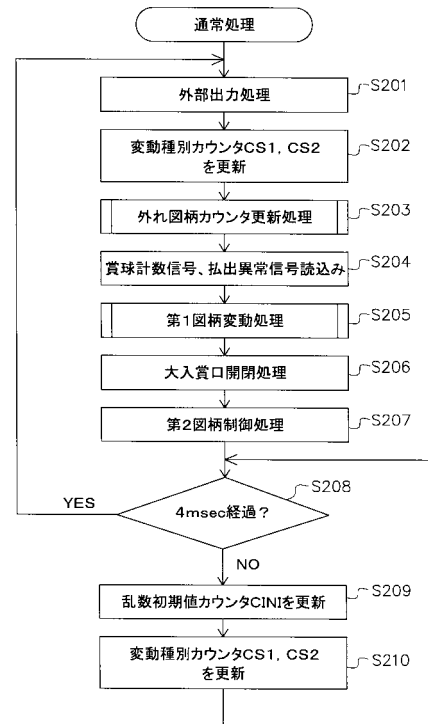 通常処理
外部出力処理
S201
変動種別カウンタCS1, CS2
を更新
S202
外れ図柄カウンタ更新処理
S203
賞球計数信号、払出異常信号読込み
S204
第1図柄変動処理
S205
大入賞口開閉処理
S206
第2図柄制御処理
S207
4msec経過?
S208
YES
NO
乱数初期値カウンタCINIを更新
S209
変動種別カウンタCS1, CS2
を更新
S210